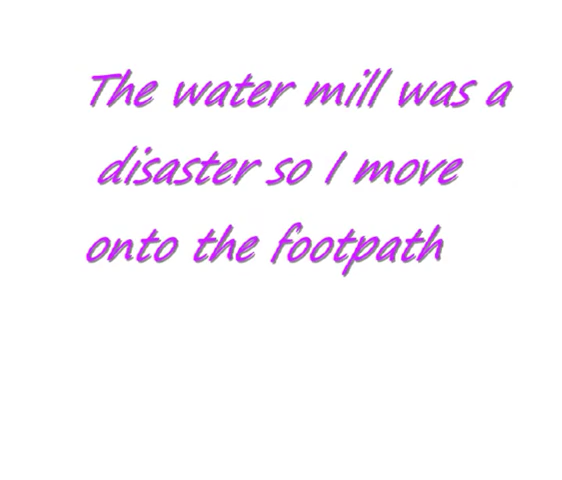 The water mill was a
disaster so I move
onto the footpath